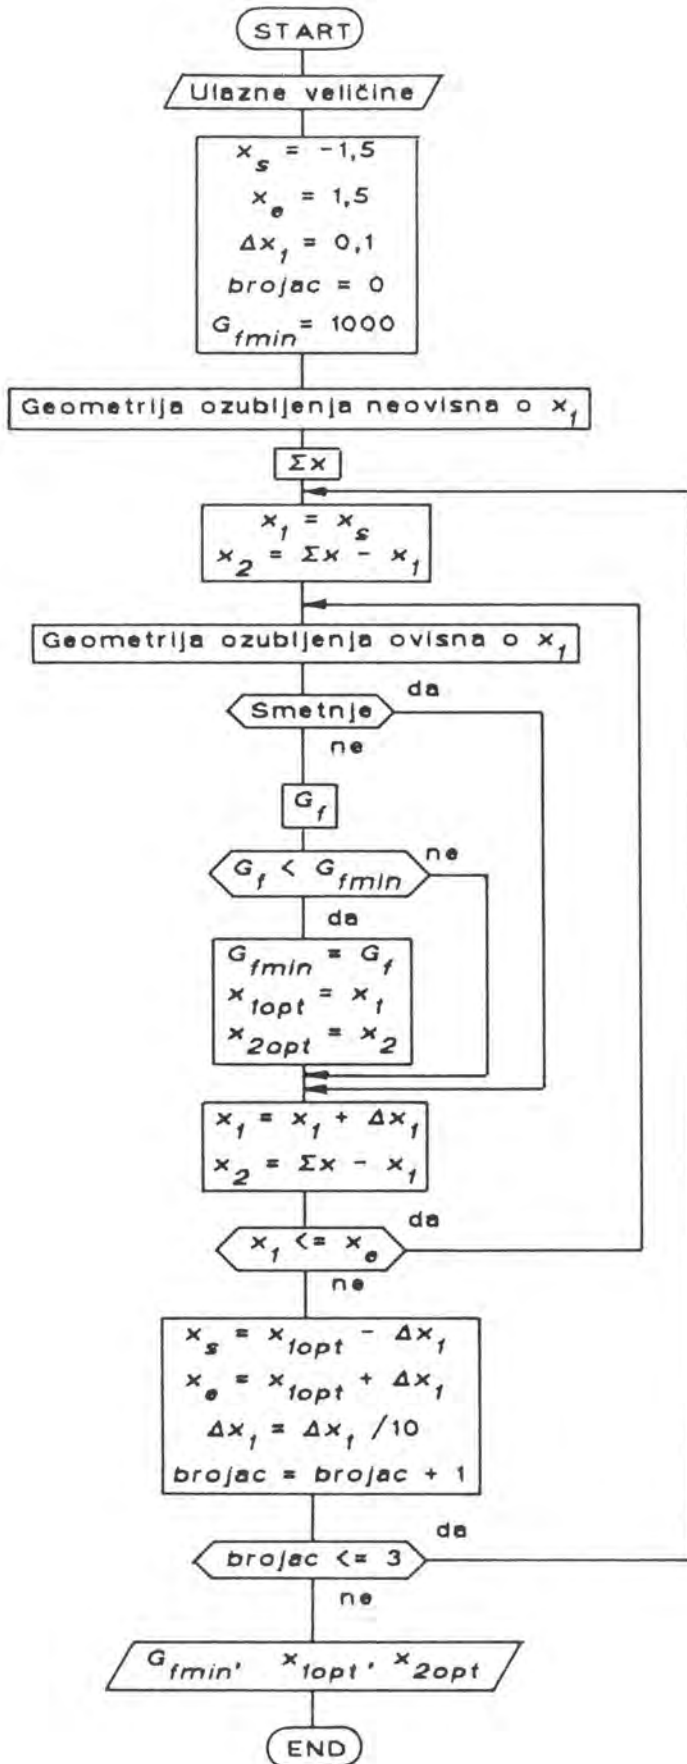 START
Ulazne veličine
x_s = -1,5
x_e = 1,5
Δx_1 = 0,1
brojac = 0
G_fmin = 1000
Geometrija ozubljenja neovisna o x_1
Σx
x_1 = x_s
x_2 = Σx - x_1
Geometrija ozubljenja ovisna o x_1
da
Smetnje
ne
G_f
ne
G_f < G_fmin
da
G_fmin = G_f
x_1opt = x_1
x_2opt = x_2
x_1 = x_1 + Δx_1
x_2 = Σx - x_1
da
x_1 <= x_e
ne
x_s = x_1opt - Δx_1
x_e = x_1opt + Δx_1
Δx_1 = Δx_1 /10
brojac = brojac + 1
da
brojac <= 3
ne
G_fmin, x_1opt, x_2opt
END